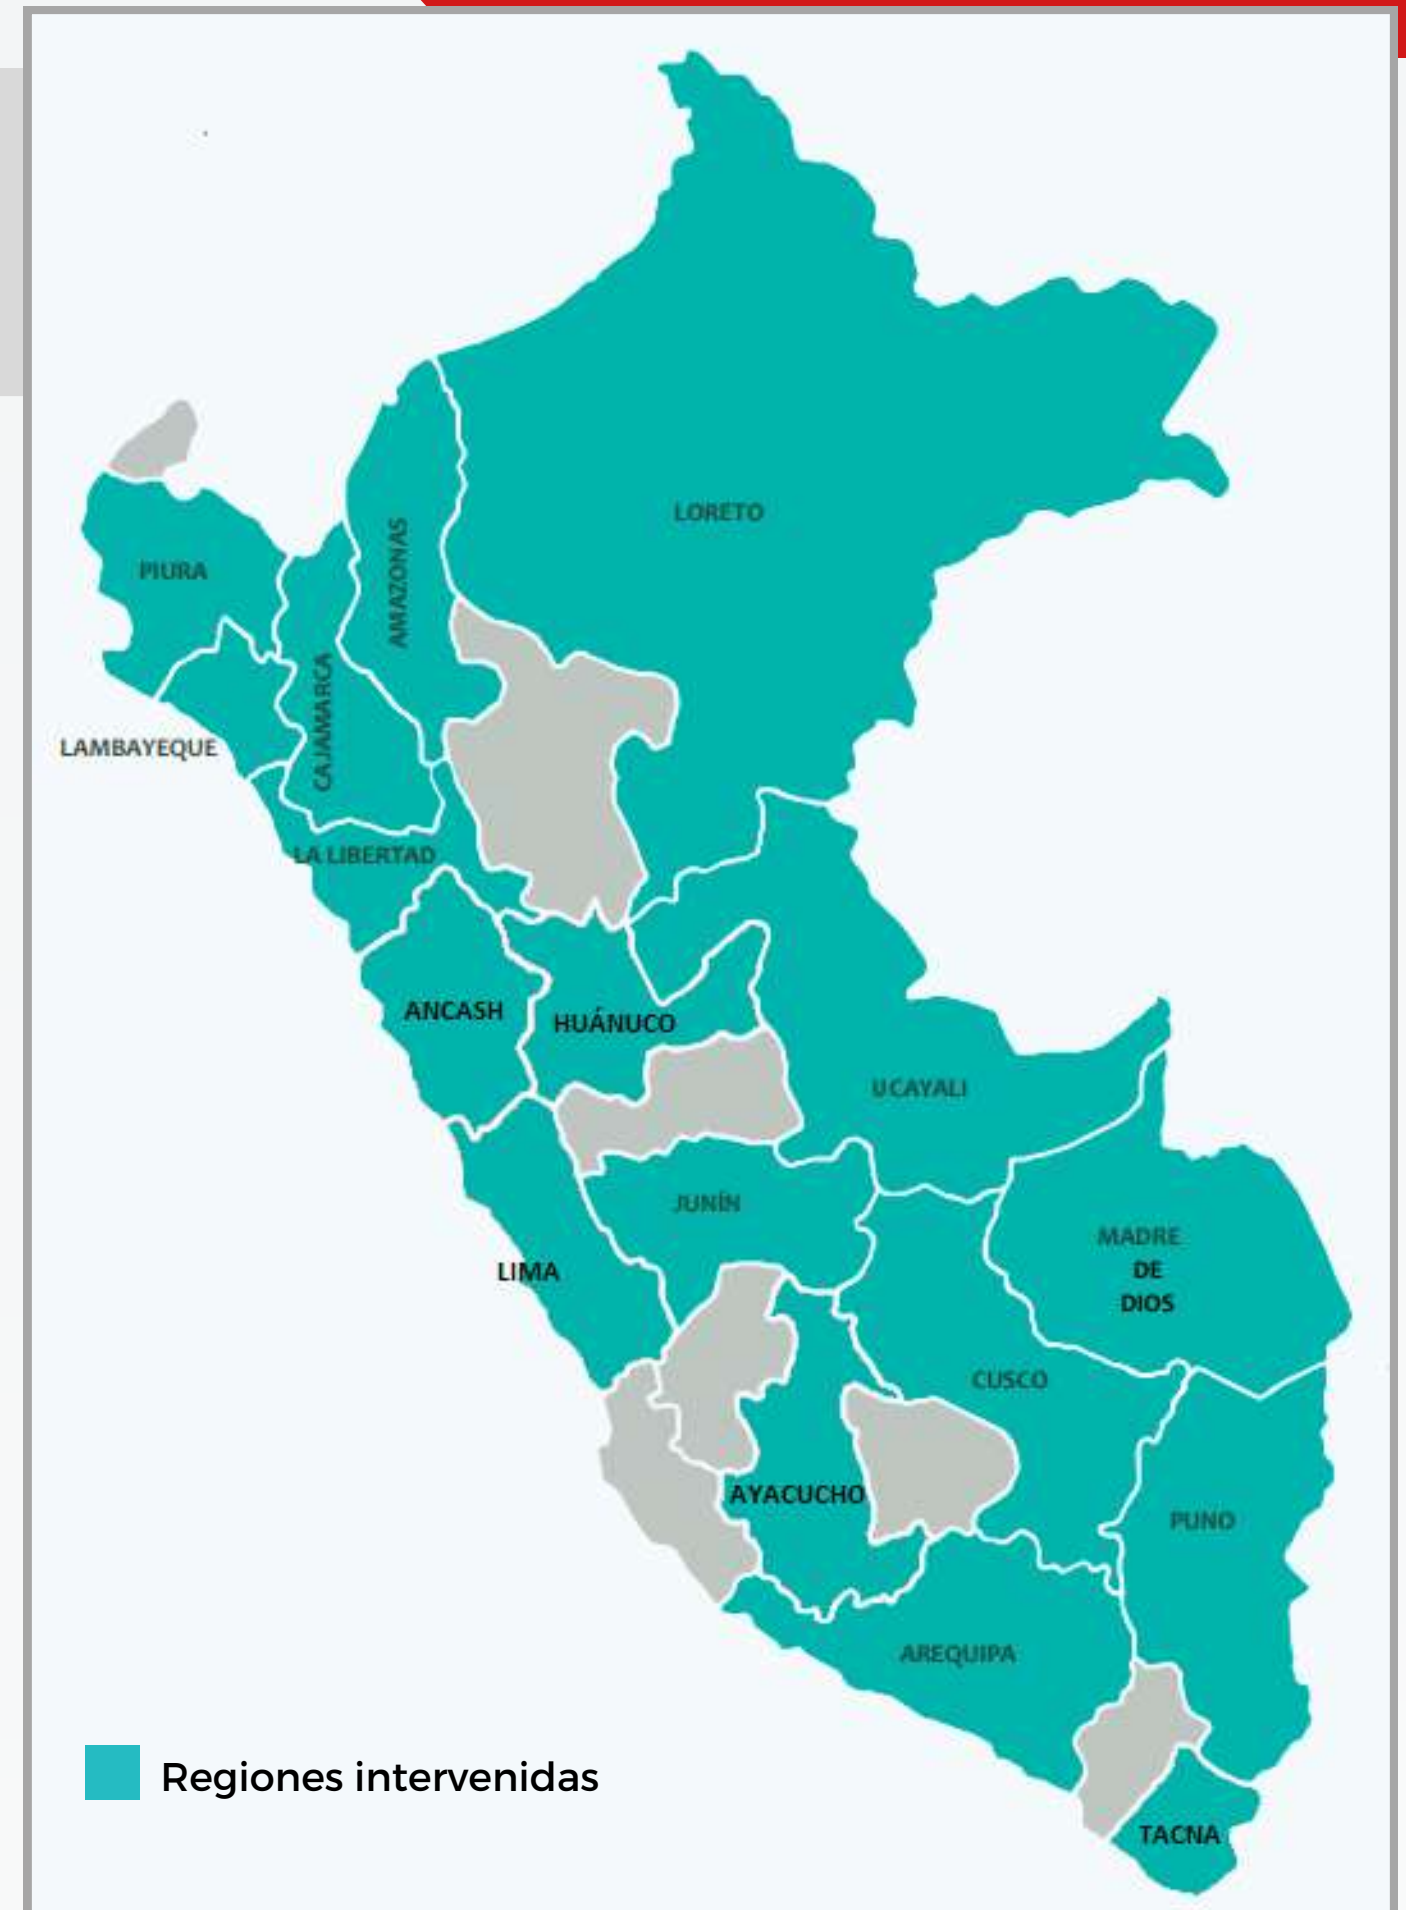 LORETO
PIURA
AMAZONAS
CAJAMARCA
LAMBAYEQUE
LA LIBERTAD
ANCASH
HUÁNUCO
UCAYALI
JUNÍN
MADRE
DE
DIOS
LIMA
CUSCO
AYACUCHO
PUNO
AREQUIPA
Regiones intervenidas
TACNA